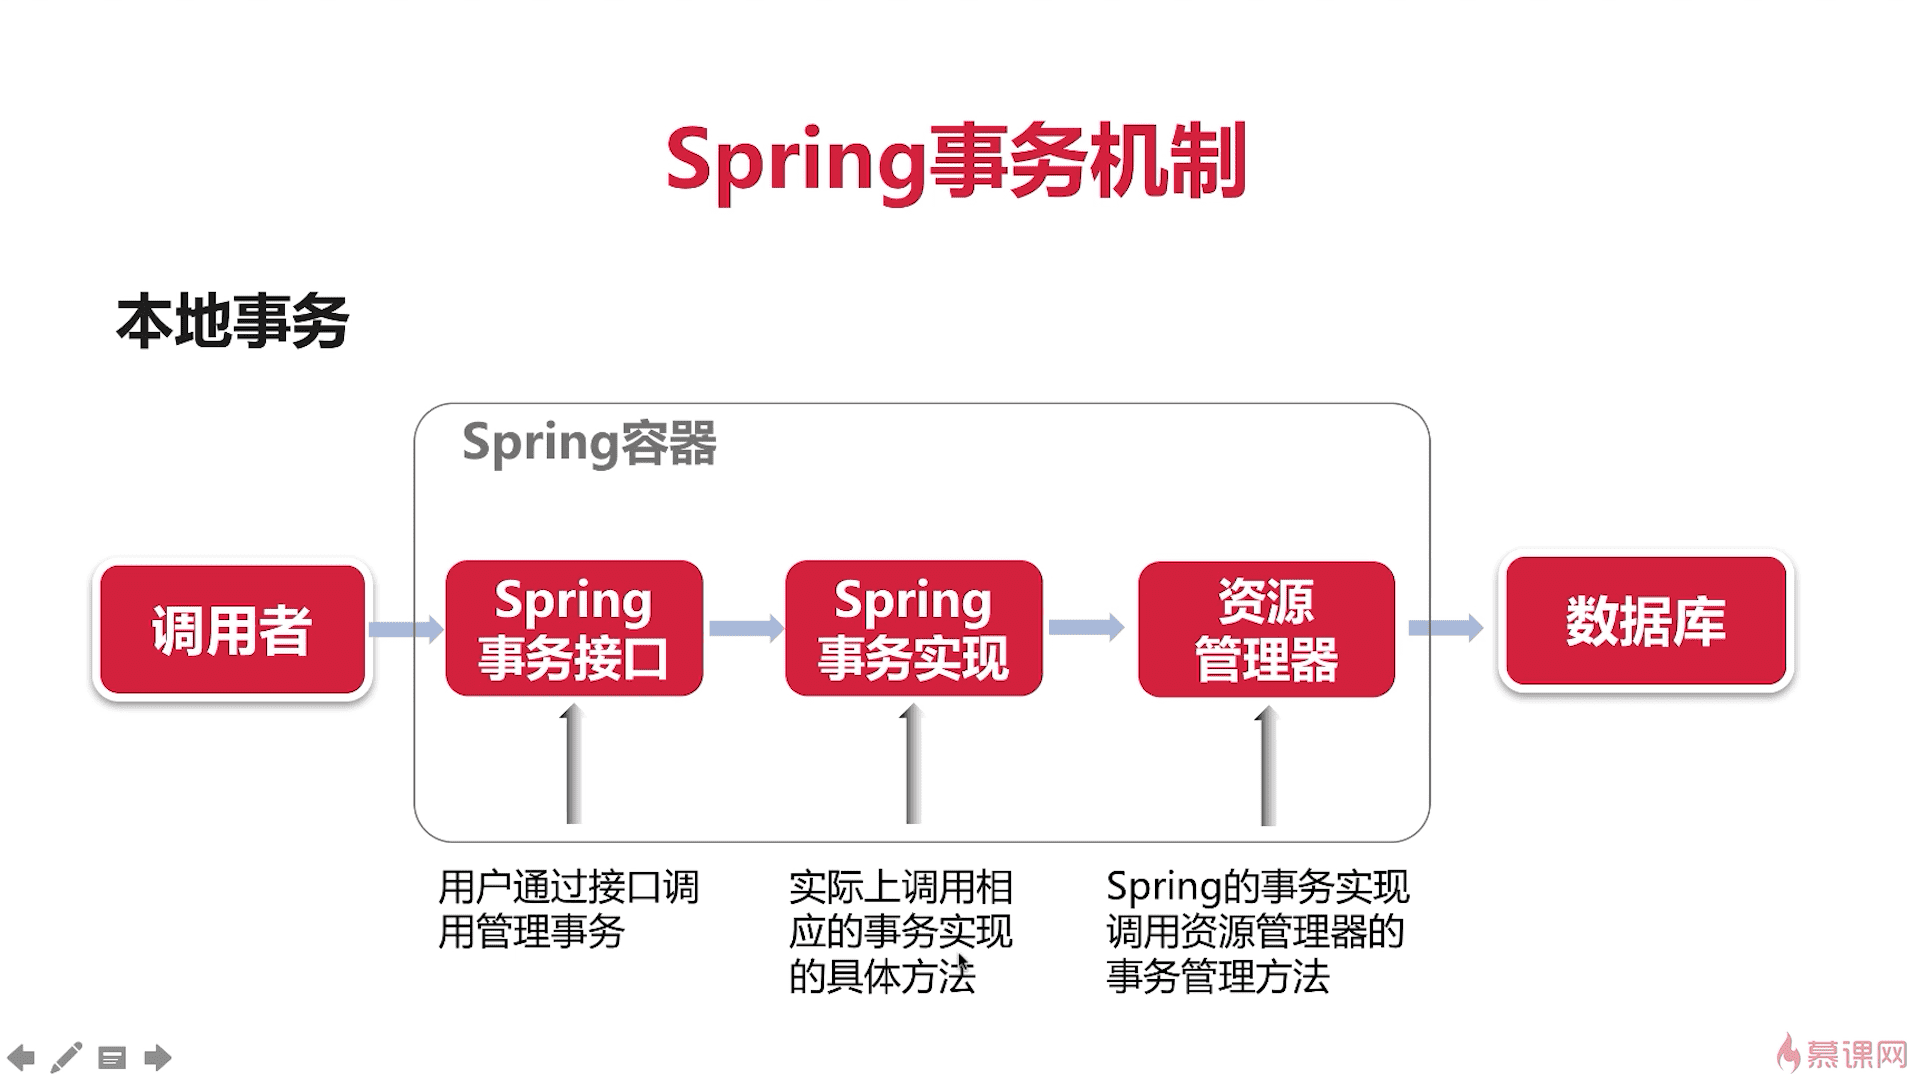 Spring事务机制
本地事务
Spring容器
调用者
Spring
事务接口
Spring
事务实现
资源
管理器
数据库
用户通过接口调
用管理事务
实际上调用相
应的事务实现
的具体方法
Spring的事务实现
调用资源管理器的
事务管理方法
慕课网